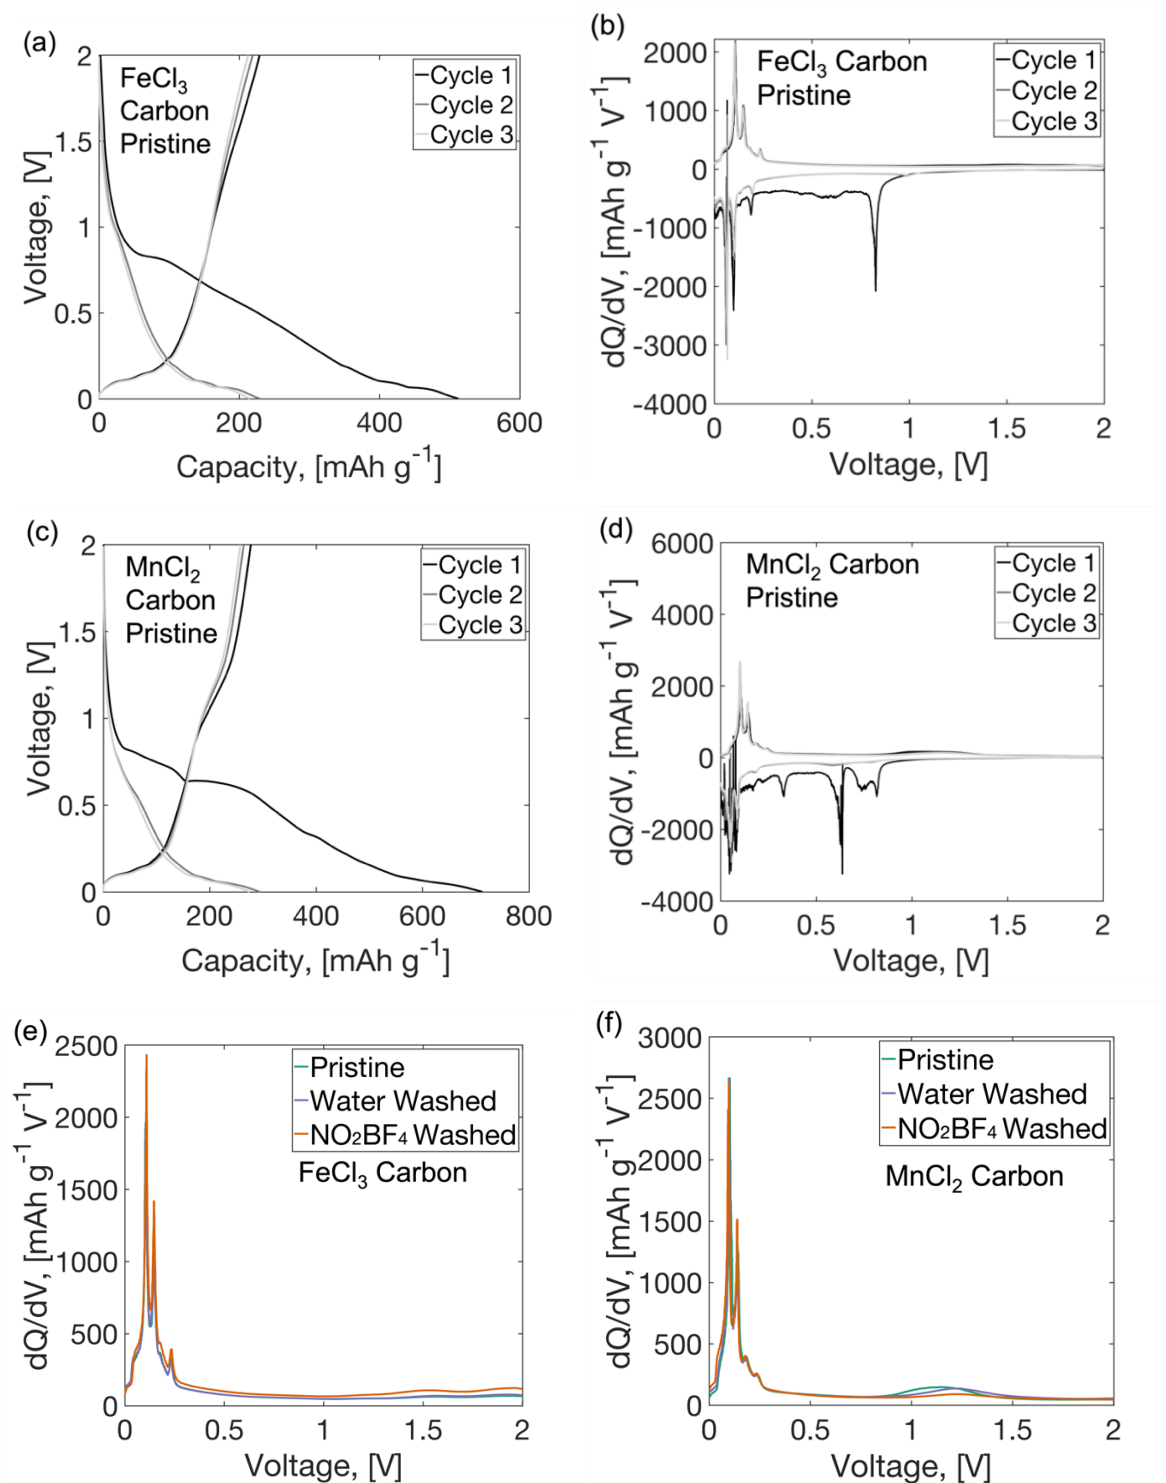 (a)
2
1.5
1
0.5
0
Voltage, [V]
FeCl₃
Carbon
Pristine
Cycle 1
Cycle 2
Cycle 3
0 200 400 600
Capacity, [mAh g⁻¹]
(b)
2000
1000
0
-1000
-2000
-3000
-4000
dQ/dV, [mAh g⁻¹ V⁻¹]
FeCl₃ Carbon
Pristine
Cycle 1
Cycle 2
Cycle 3
0 0.5 1 1.5 2
Voltage, [V]
(c)
2
1.5
1
0.5
0
Voltage, [V]
MnCl₂
Carbon
Pristine
Cycle 1
Cycle 2
Cycle 3
0 200 400 600 800
Capacity, [mAh g⁻¹]
(d)
6000
4000
2000
0
-2000
-4000
dQ/dV, [mAh g⁻¹ V⁻¹]
MnCl₂ Carbon
Pristine
Cycle 1
Cycle 2
Cycle 3
0 0.5 1 1.5 2
Voltage, [V]
(e)
2500
2000
1500
1000
500
0
dQ/dV, [mAh g⁻¹ V⁻¹]
Pristine
Water Washed
NO₂BF₄ Washed
FeCl₃ Carbon
0 0.5 1 1.5 2
Voltage, [V]
(f)
3000
2500
2000
1500
1000
500
0
dQ/dV, [mAh g⁻¹ V⁻¹]
Pristine
Water Washed
NO₂BF₄ Washed
MnCl₂ Carbon
0 0.5 1 1.5 2
Voltage, [V]